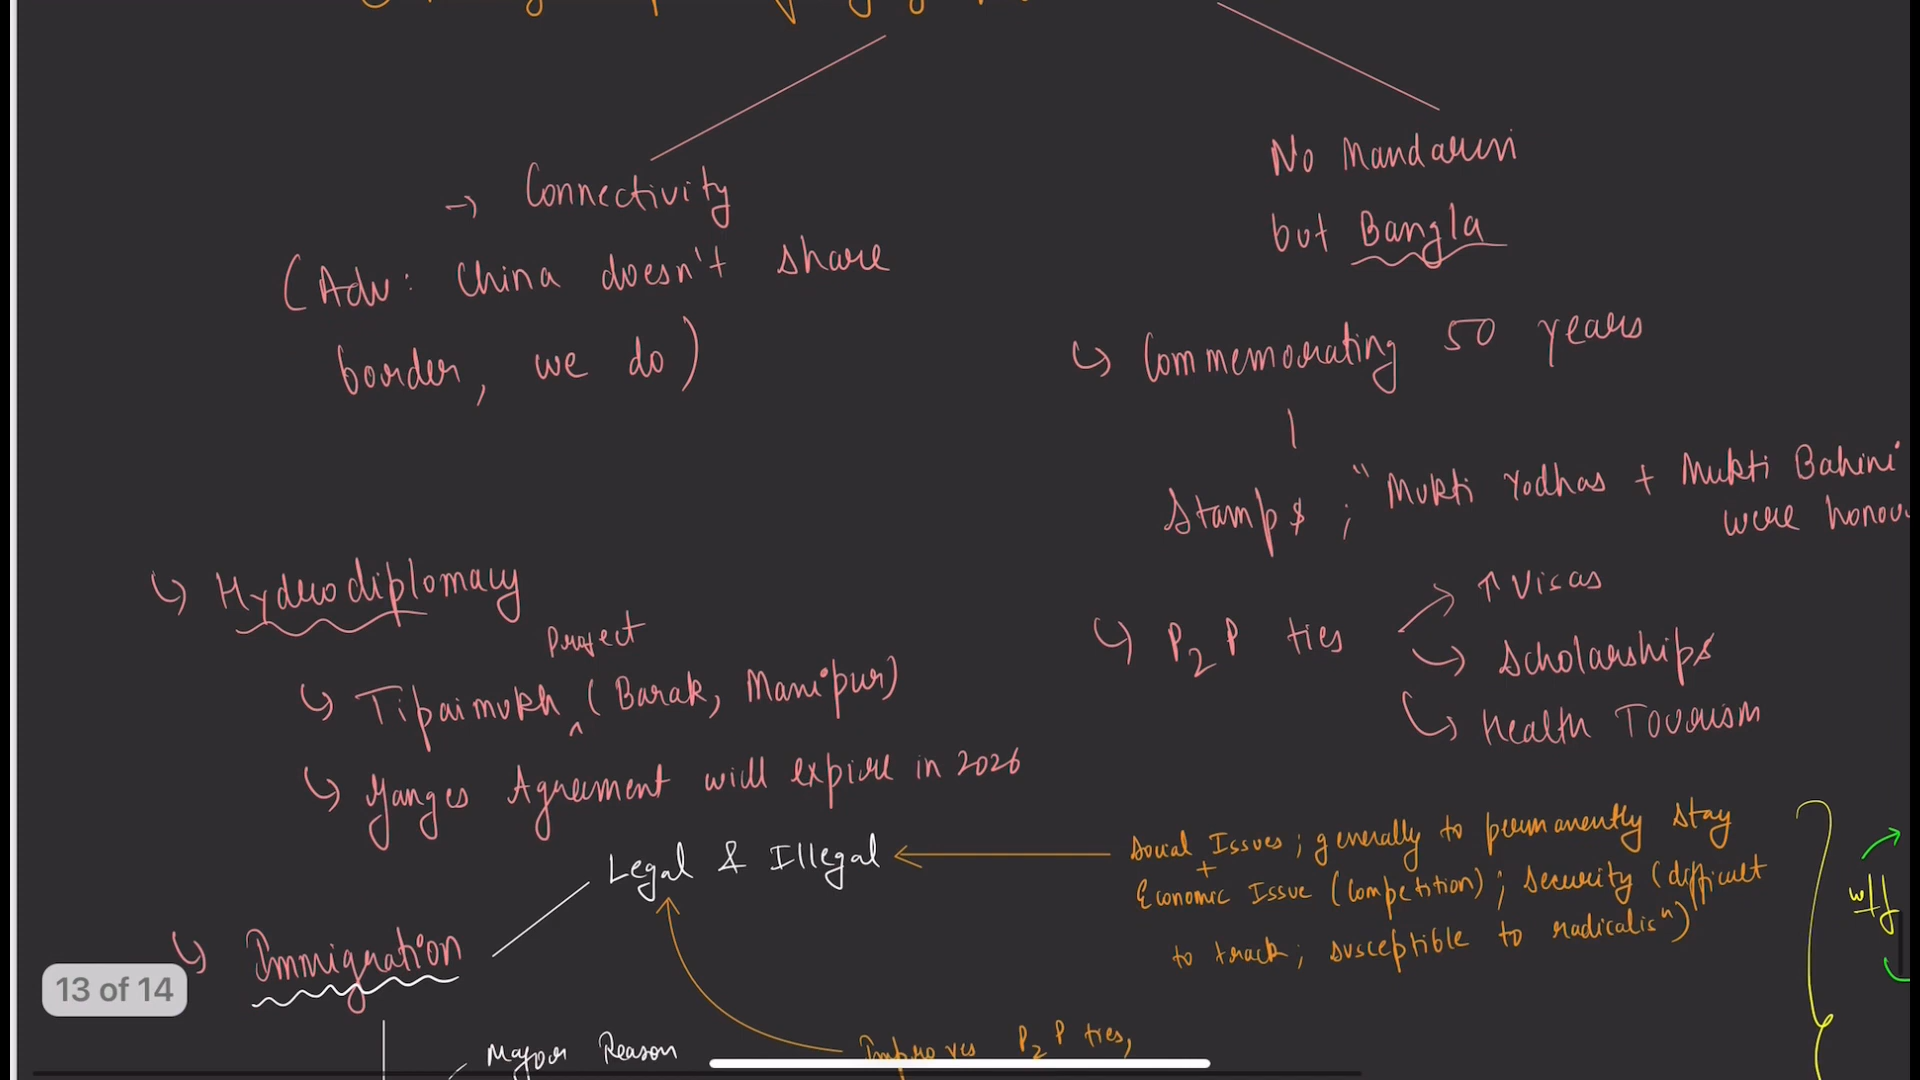 → Connectivity
(Adv: China doesn't share
border, we do)
No Mandarin
but Bangla
↳ Commemorating 50 years
Stamps ; "Mukti Yodhas + Mukti Bahini"
were honou
↳ Hydrodiplomacy
Project
↳ Tipaimukh ^ (Barak, Manipur)
↳ Ganges Agreement will expire in 2026
↳ P2P ties
↑ Visas
Scholarships
Health Tourism
Legal & Illegal
Social Issues ; generally to permanently stay
+
Economic Issue (Competition) ; Security (difficult
to track ; susceptible to radicalisⁿ)
↳ Immigration
13 of 14
Major Reason
Improves P2P ties,